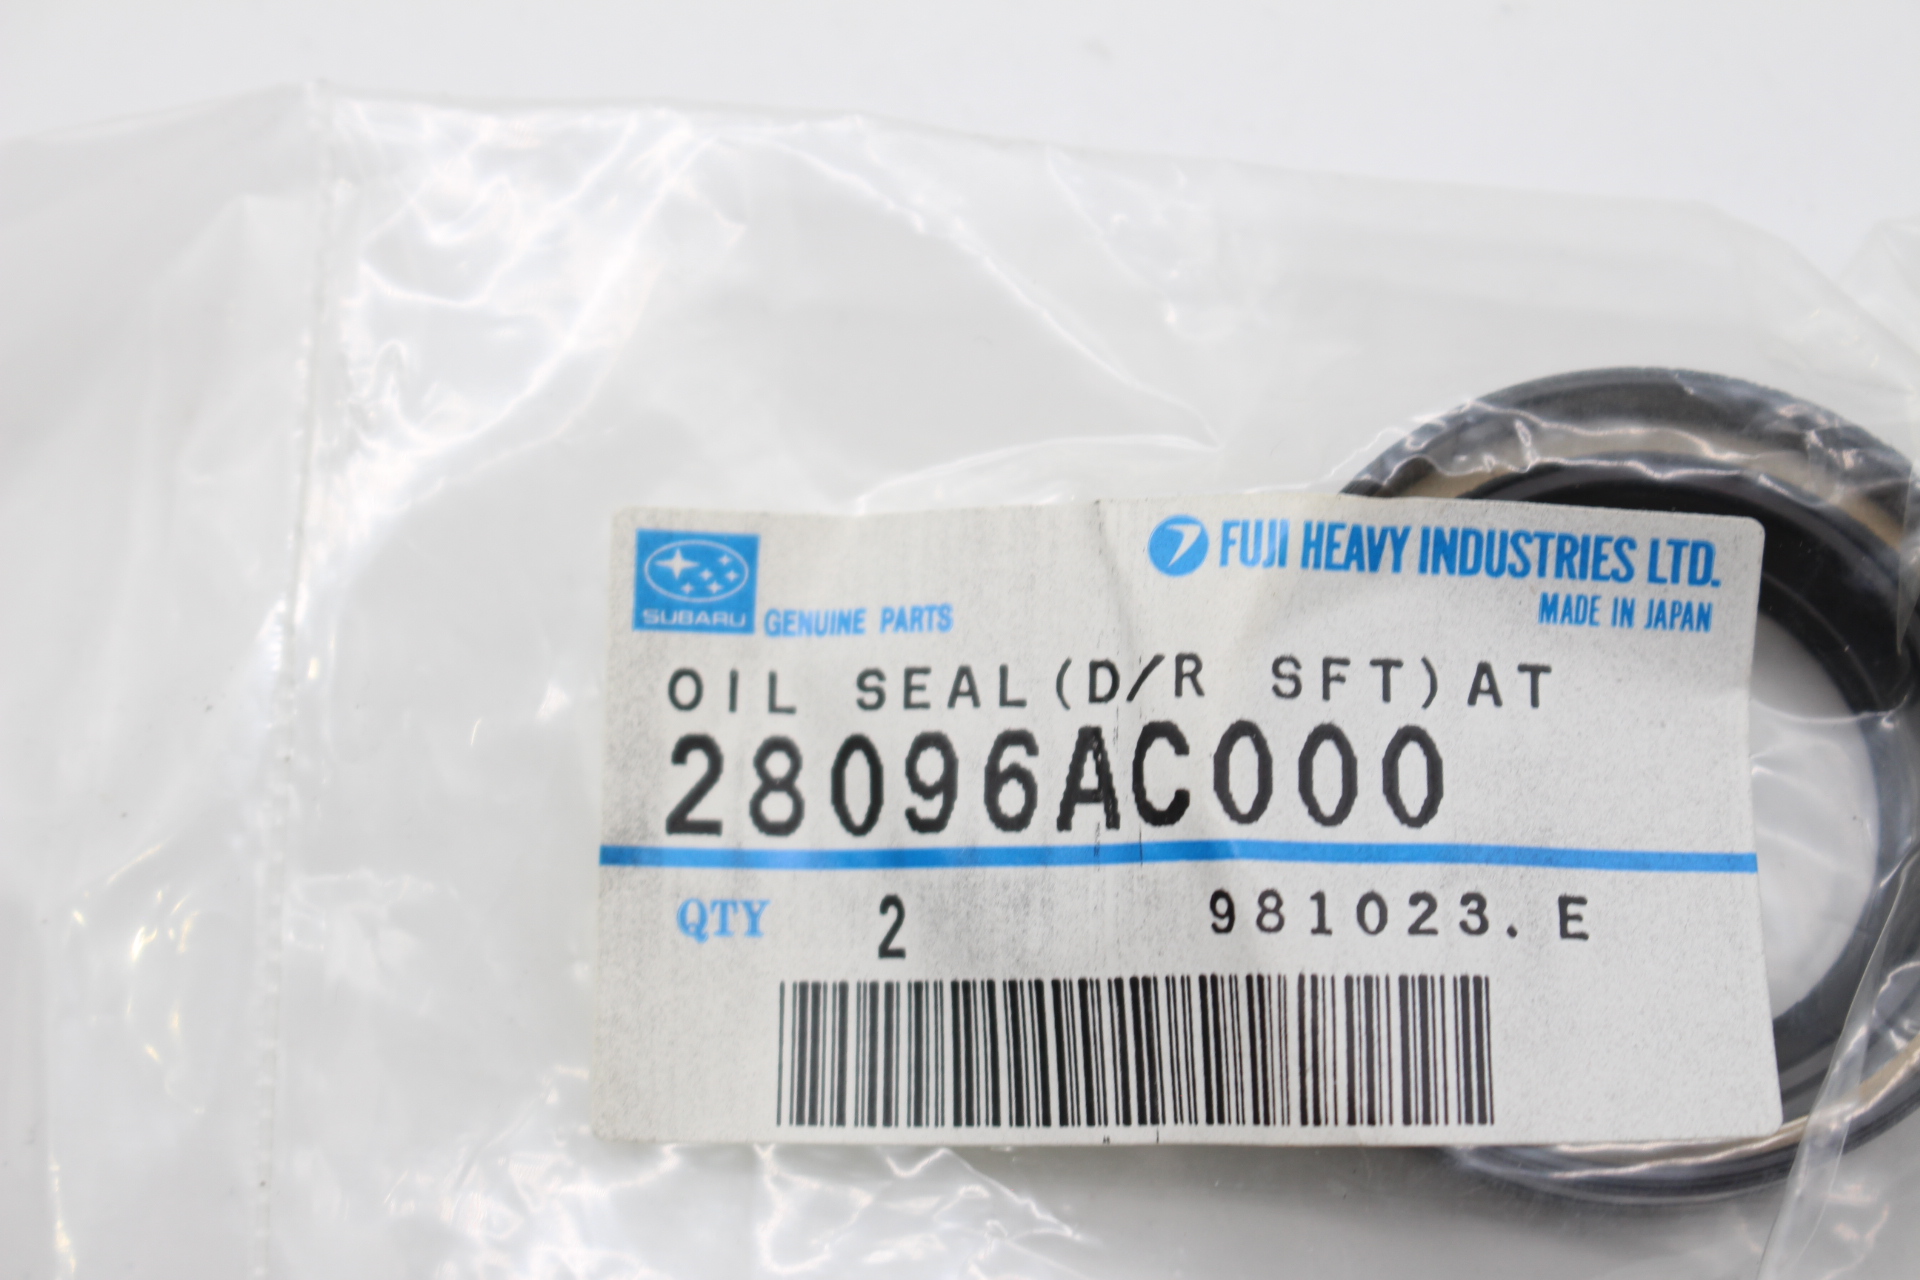 SUBARU
GENUINE PARTS
FUJI HEAVY INDUSTRIES LTD.
MADE IN JAPAN
OIL SEAL(D/R SFT)AT
28096AC000
QTY 2 981023.E